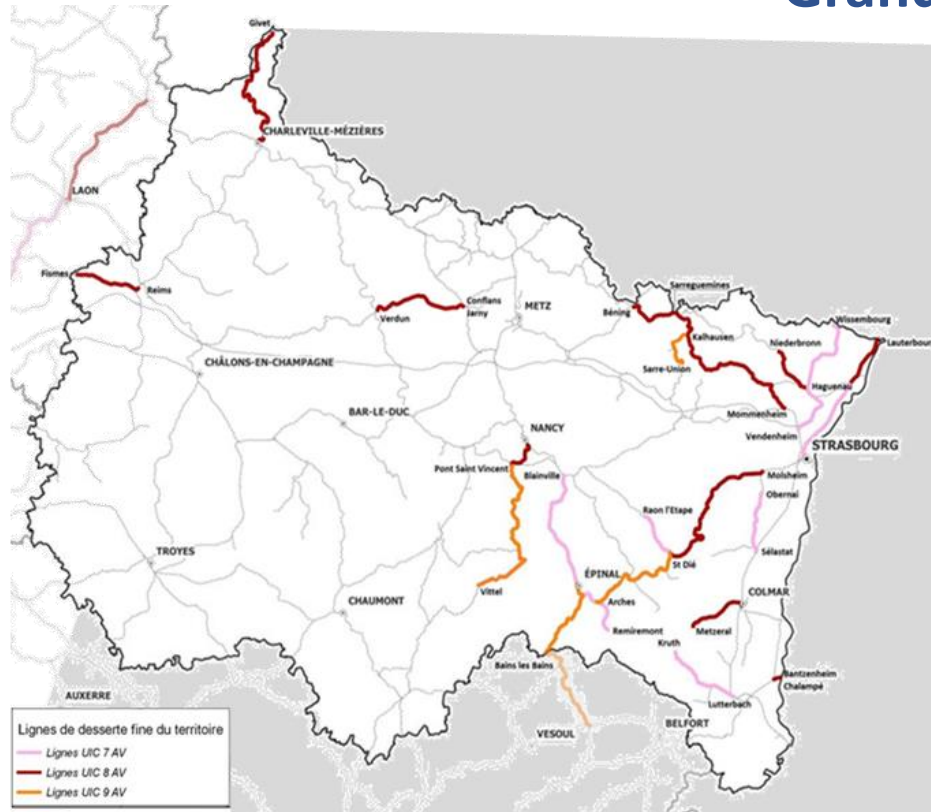 Givet
CHARLEVILLE-MÉZIÈRES
LAON
Fismes
Reims
Verdun
Conflans
Jarny
METZ
Béning
Sarreguemines
Kalhausen
Sarre-Union
Niederbronn
Wissembourg
Lauterbour
Haguenau
Mommenheim
Vendenheim
STRASBOURG
CHÂLONS-EN-CHAMPAGNE
BAR-LE-DUC
NANCY
Pont Saint Vincent
Blainville
Molsheim
Obernai
Raon l'Etape
Sélastat
St Dié
TROYES
CHAUMONT
Vittel
ÉPINAL
Arches
Remiremont
COLMAR
Metzeral
Kruth
Bains les Bains
Bantzenheim
Chalampé
Lutterbach
AUXERRE
VESOUL
BELFORT
Lignes de desserte fine du territoire
Lignes UIC 7 AV
Lignes UIC 8 AV
Lignes UIC 9 AV